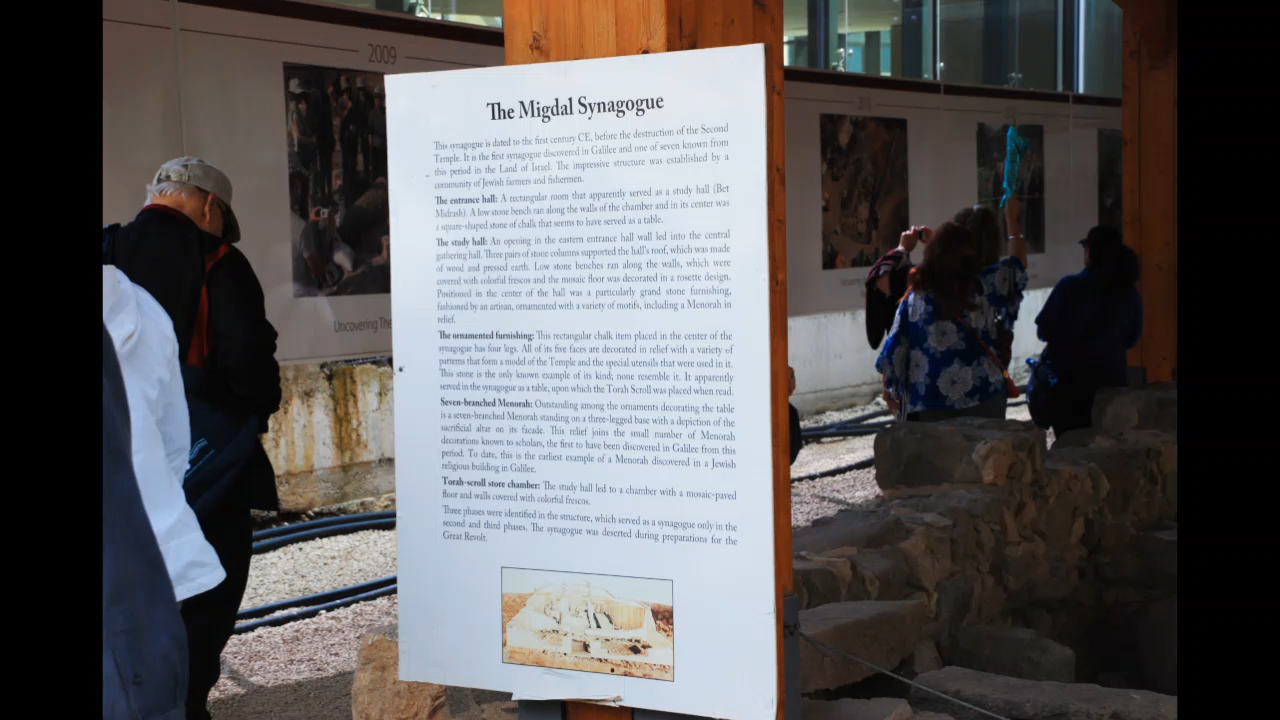 2009
The Migdal Synagogue
This synagogue is dated to the first century CE, before the destruction of the Second
Temple. It is the first synagogue discovered in Galilee and one of seven known from
this period in the Land of Israel. The impressive structure was established by a
community of Jewish farmers and fishermen.
The entrance hall: A rectangular room that apparently served as a study hall (Bet
Midrash). A low stone bench ran along the walls of the chamber and in its center was
a square-shaped stone of chalk that seems to have served as a table.
The study hall: An opening in the eastern entrance hall wall led into the central
gathering hall. Three pairs of stone columns supported the hall's roof, which was made
of wood and pressed earth. Low stone benches ran along the walls, which were
covered with colorful frescos and the mosaic floor was decorated in a rosette design.
Positioned in the center of the hall was a particularly grand stone furnishing,
fashioned by an artisan, ornamented with a variety of motifs, including a Menorah in
relief.
The ornamented furnishing: This rectangular chalk item placed in the center of the
synagogue has four legs. All of its five faces are decorated in relief with a variety of
patterns that form a model of the Temple and the special utensils that were used in it.
This stone is the only known example of its kind; none resemble it. It apparently
served in the synagogue as a table, upon which the Torah Scroll was placed when read.
Seven-branched Menorah: Outstanding among the ornaments decorating the table
is a seven-branched Menorah standing on a three-legged base with a depiction of the
sacrificial altar on its facade. This relief joins the small number of Menorah
decorations known to scholars, the first to have been discovered in Galilee from this
period. To date, this is the earliest example of a Menorah discovered in a Jewish
religious building in Galilee.
Torah-scroll store chamber: The study hall led to a chamber with a mosaic-paved
floor and walls covered with colorful frescos.
Three phases were identified in the structure, which served as a synagogue only in the
second and third phases. The synagogue was deserted during preparations for the
Great Revolt.
Uncovering The